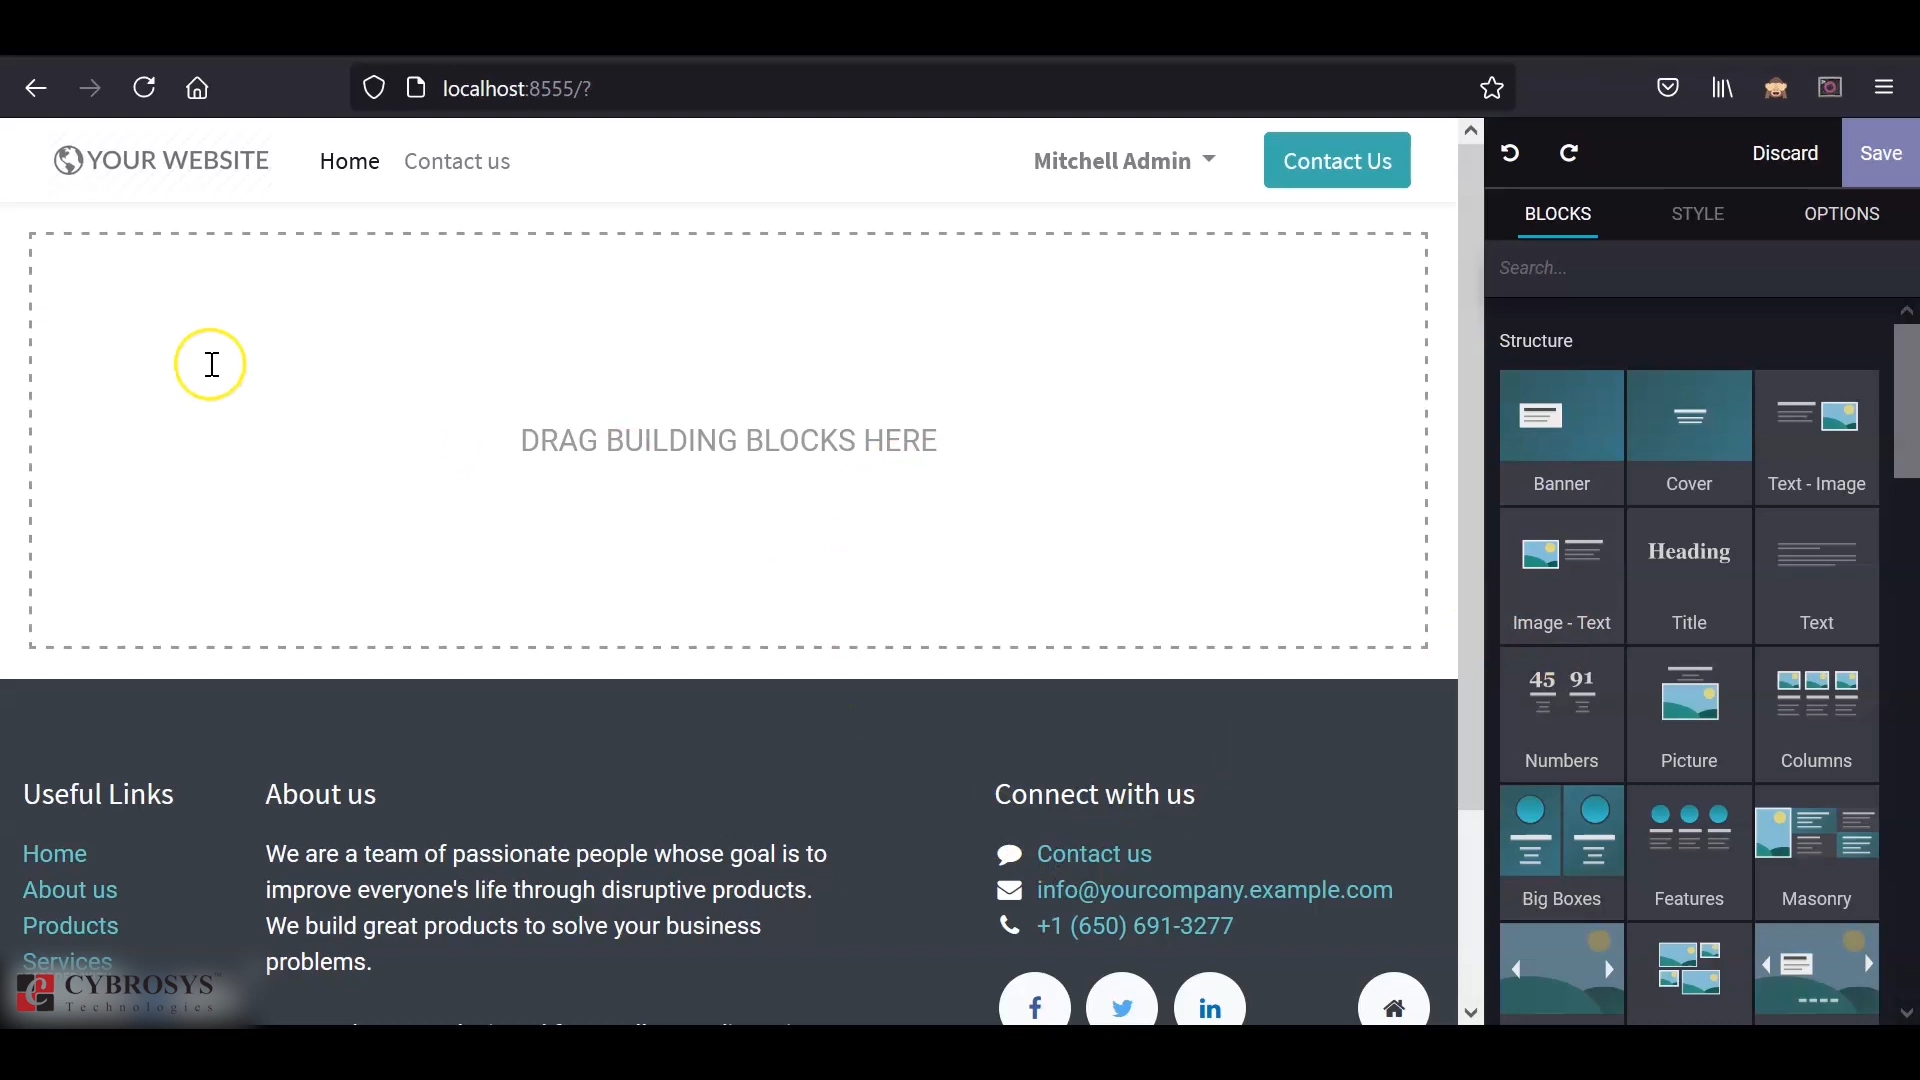 localhost:8555/?
YOUR WEBSITE
Home
Contact us
Mitchell Admin
Contact Us
Discard
Save
BLOCKS
STYLE
OPTIONS
Search...
DRAG BUILDING BLOCKS HERE
Structure
Banner
Cover
Text - Image
Image - Text
Heading
Title
Text
45 91
Numbers
Picture
Columns
Big Boxes
Features
Masonry
Useful Links
Home
About us
Products
Services
About us
We are a team of passionate people whose goal is to
improve everyone's life through disruptive products.
We build great products to solve your business
problems.
Connect with us
Contact us
info@yourcompany.example.com
+1 (650) 691-3277
CYBROSYS
Technologies